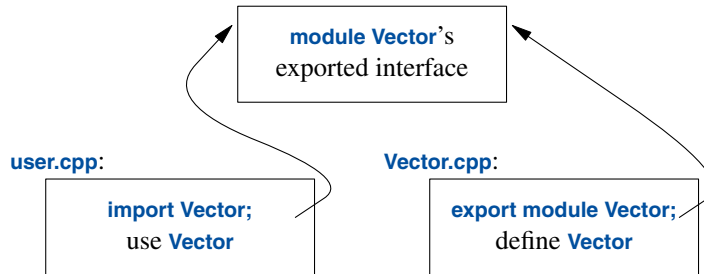 module Vector's
exported interface
user.cpp:
Vector.cpp:
import Vector;
use Vector
export module Vector;
define Vector